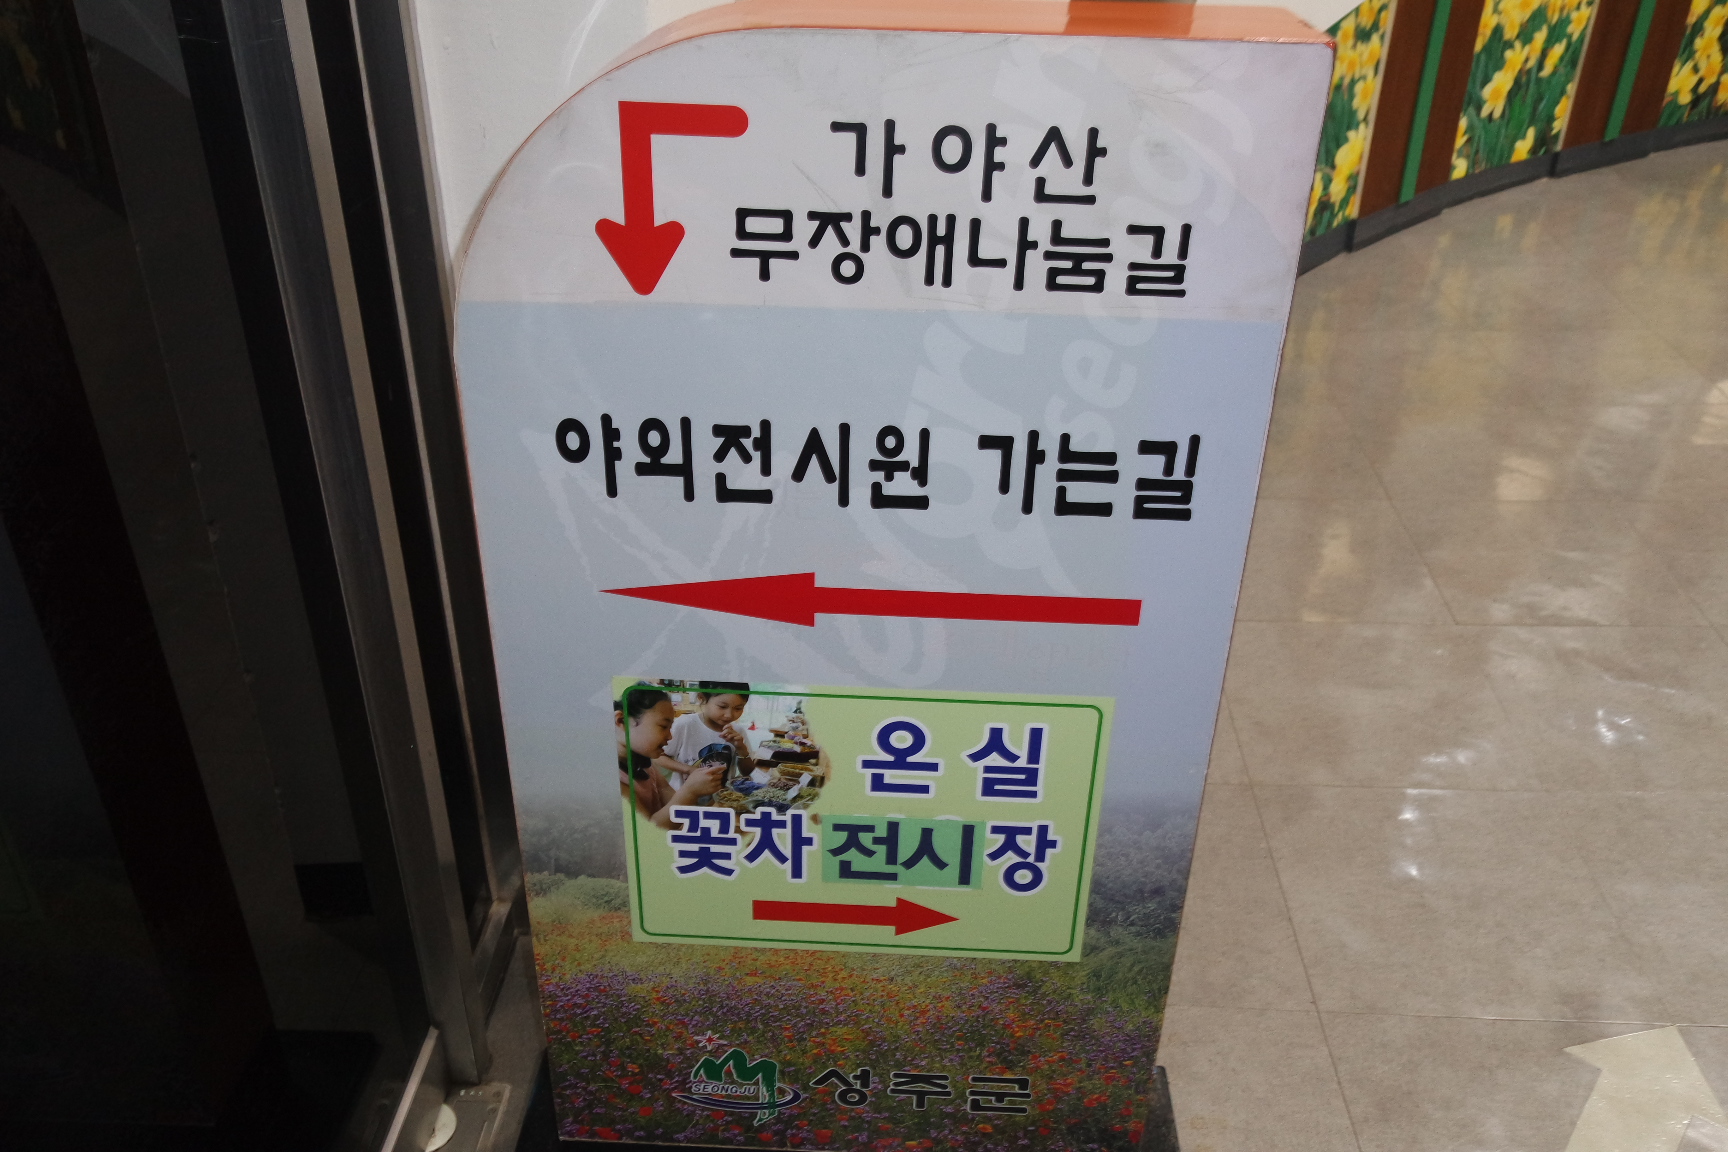 가야산
무장애나눔길
야외전시원 가는길
온실
꽃차전시장
SEONGJU
성주군